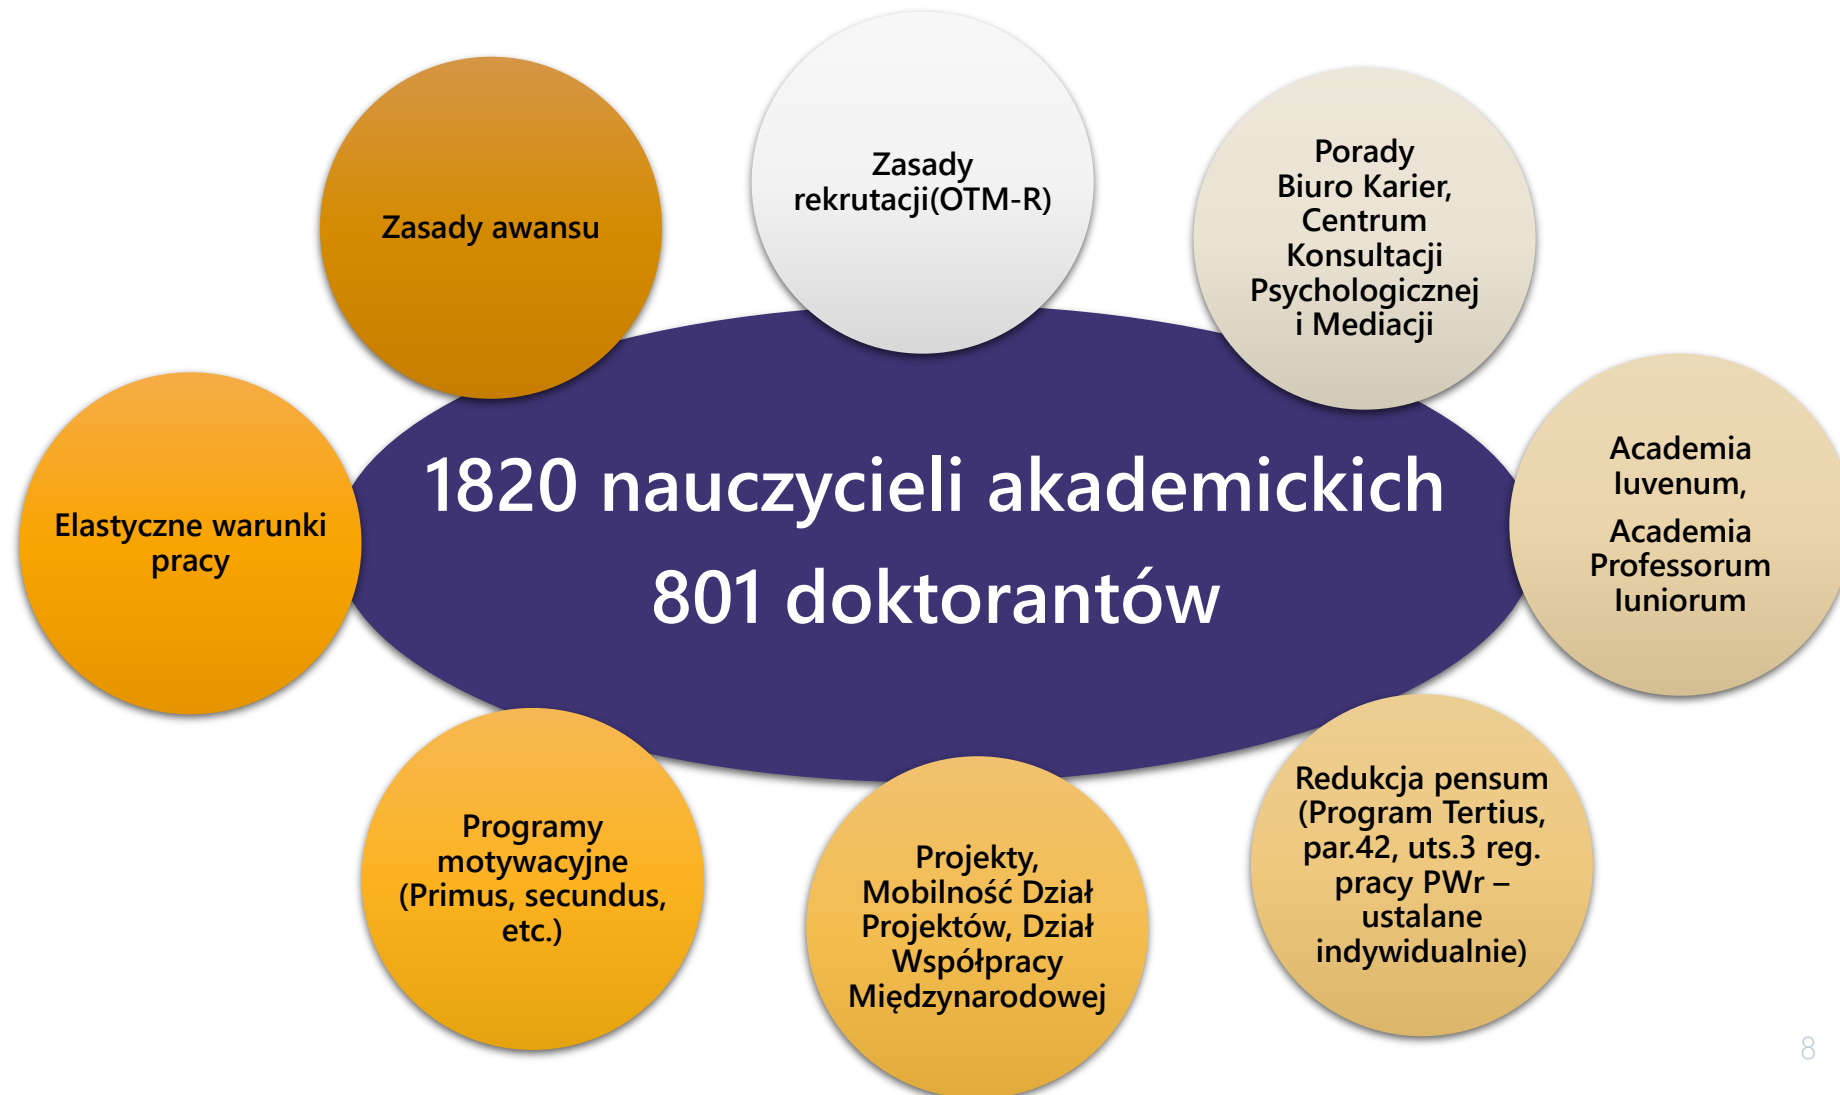 Zasady
rekrutacji(OTM-R)
Zasady awansu
Porady
Biuro Karier,
Centrum
Konsultacji
Psychologicznej
i Mediacji
1820 nauczycieli akademickich
801 doktorantów
Elastyczne warunki
pracy
Academia
Iuvenum,
Academia
Professorum
Iuniorum
Programy
motywacyjne
(Primus, secundus,
etc.)
Projekty,
Mobilność Dział
Projektów, Dział
Współpracy
Międzynarodowej
Redukcja pensum
(Program Tertius,
par.42, uts.3 reg.
pracy PWr –
ustalane
indywidualnie)
8